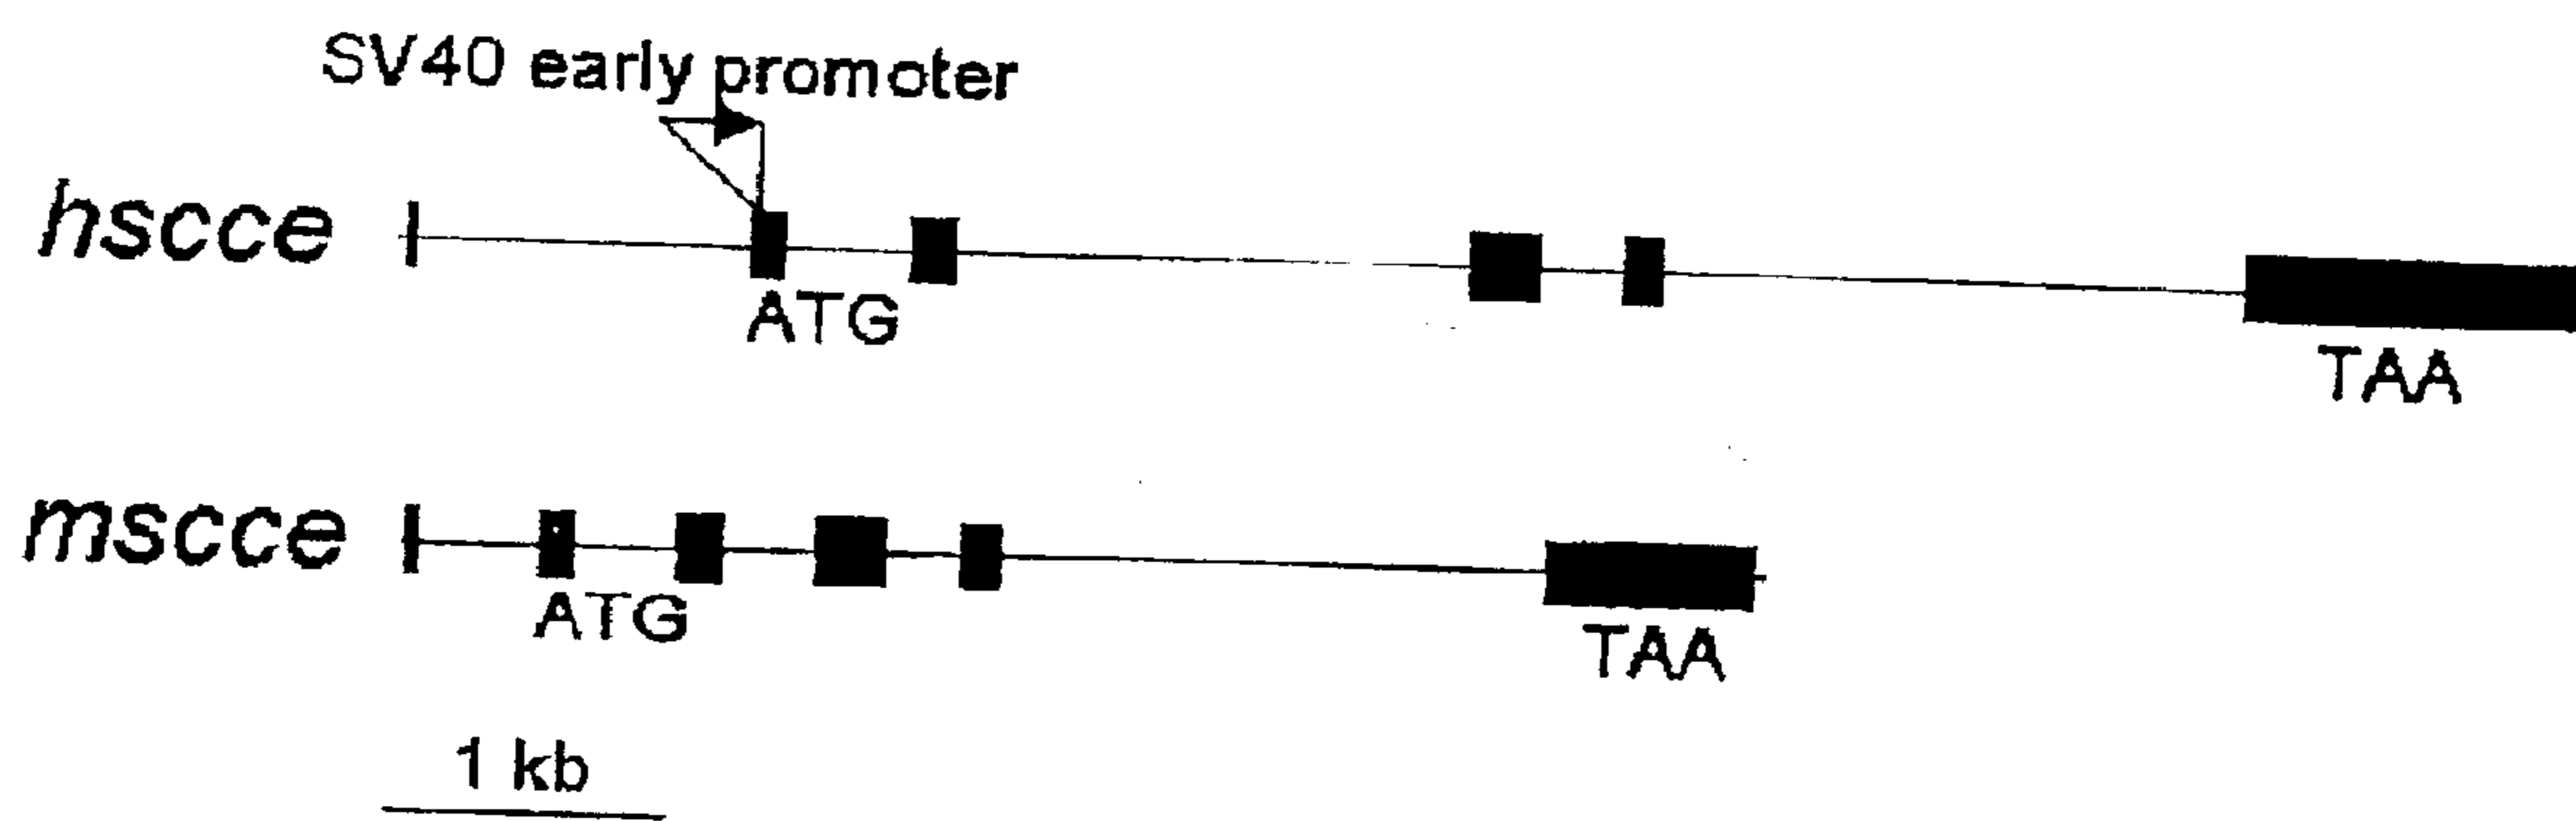 SV40 early promoter
hscce
ATG
TAA
mscce
ATG
TAA
1 kb